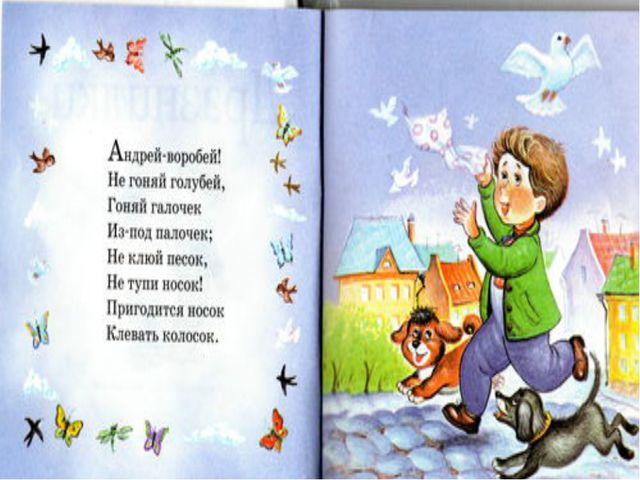 Андрей-воробей!
Не гоняй голубей,
Гоняй галочек
Из-под палочек;
Не клюй песок,
Не тупи носок!
Пригодится носок
Клевать колосок.